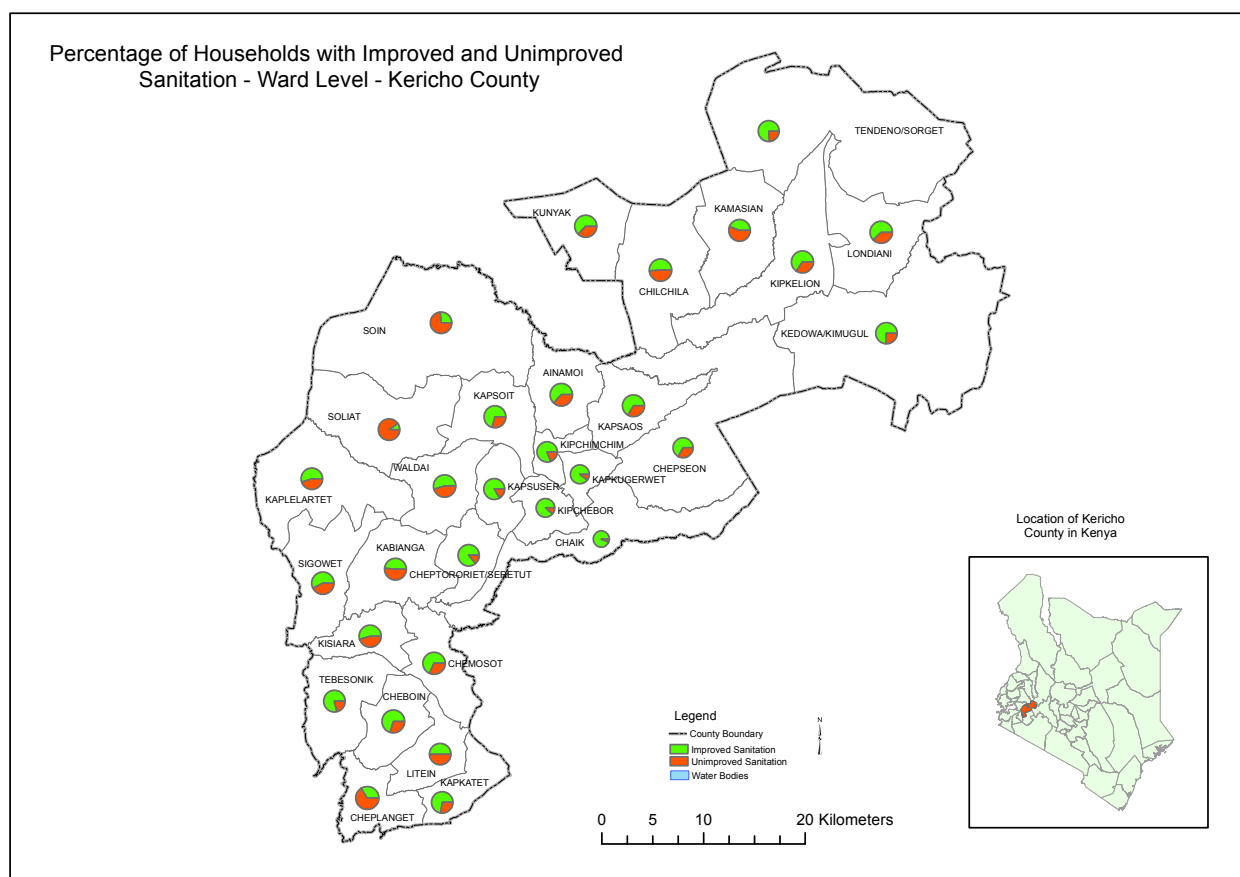 Percentage of Households with Improved and Unimproved
Sanitation - Ward Level - Kericho County
TENDENO/SORGET
KUNYAK
KAMASIAN
LONDIANI
KIPKELION
CHILCHILA
SOIN
KEDOWA/KIMUGUL
AINAMOI
KAPSOIT
SOLIAT
KAPSAOS
KIPCHIMCHIM
CHEPSEON
WALDAI
KAPKUGERWET
KAPSUSER
KAPLELARTET
KIPCHEBOR
CHAIK
KABIANGA
SIGOWET
CHEPTORORIET/SERETUT
KISIARA
CHEMOSOT
TEBESONIK
CHEBOIN
LITEIN
KAPKATET
CHEPLANGET
Location of Kericho
County in Kenya
Legend
County Boundary
Improved Sanitation
Unimproved Sanitation
Water Bodies
N
0 5 10 20 Kilometers